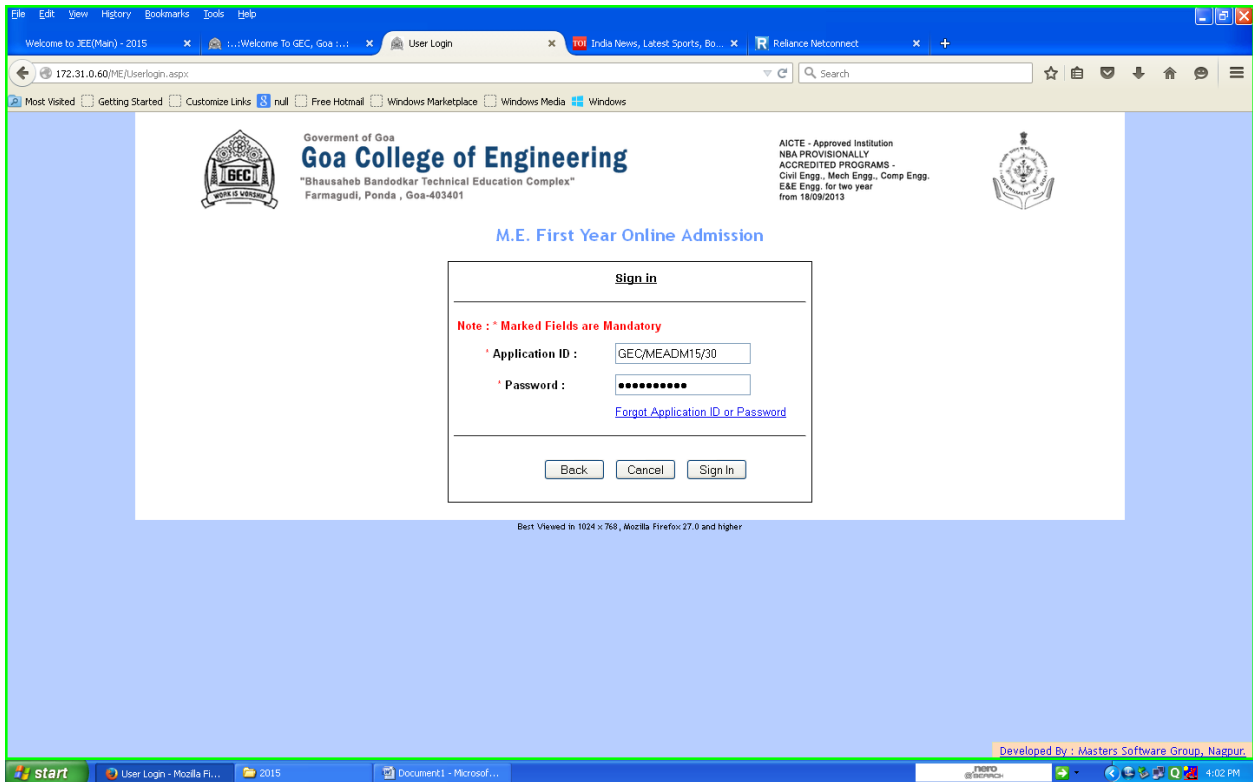 File Edit View History Bookmarks Tools Help
Welcome to JEE(Main) - 2015 :...:Welcome To GEC, Goa :...: User Login TOI India News, Latest Sports, Bo... R Reliance Netconnect
172.31.0.60/ME/Userlogin.aspx Search
Most Visited Getting Started Customize Links 8 null Free Hotmail Windows Marketplace Windows Media Windows
Goverment of Goa
Goa College of Engineering
"Bhausaheb Bandodkar Technical Education Complex"
Farmagudi, Ponda , Goa-403401
GEC
WORK IS WORSHIP
AICTE - Approved Institution
NBA PROVISIONALLY
ACCREDITED PROGRAMS -
Civil Engg., Mech Engg., Comp Engg.
E&E Engg. for two year
from 18/09/2013
GOVERNMENT OF GOA
M.E. First Year Online Admission
Sign in
Note : * Marked Fields are Mandatory
* Application ID : GEC/MEADM15/30
* Password : ●●●●●●●●●●
Forgot Application ID or Password
Back Cancel Sign In
Best Viewed in 1024 x 768, Mozilla Firefox 27.0 and higher
Developed By : Masters Software Group, Nagpur.
start User Login - Mozilla Fi... 2015 Document1 - Microsof... nero SEARCH 4:02 PM